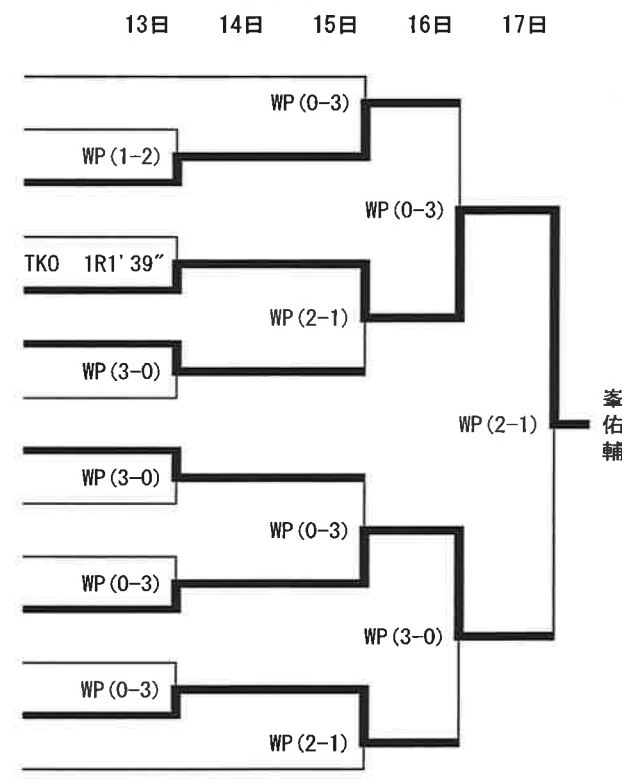 13日 14日 15日 16日 17日
WP(0-3)
WP(1-2)
WP(0-3)
TKO 1R1'39"
WP(2-1)
WP(3-0)
WP(2-1)
峯佑輔
WP(3-0)
WP(0-3)
WP(0-3)
WP(3-0)
WP(0-3)
WP(2-1)